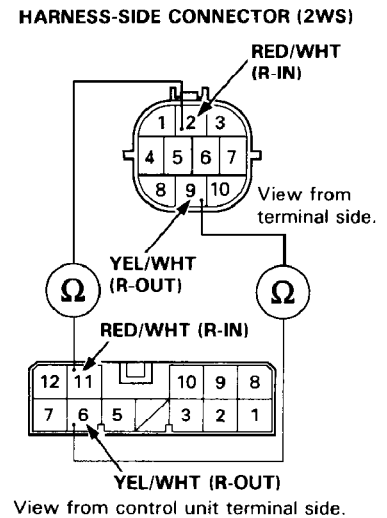 HARNESS-SIDE CONNECTOR (2WS)
RED/WHT
(R-IN)
1 2 3
4 5 6 7
8 9 10
View from
terminal side.
YEL/WHT
(R-OUT)
Ω Ω
RED/WHT (R-IN)
12 11 10 9 8
7 6 5 3 2 1
YEL/WHT (R-OUT)
View from control unit terminal side.